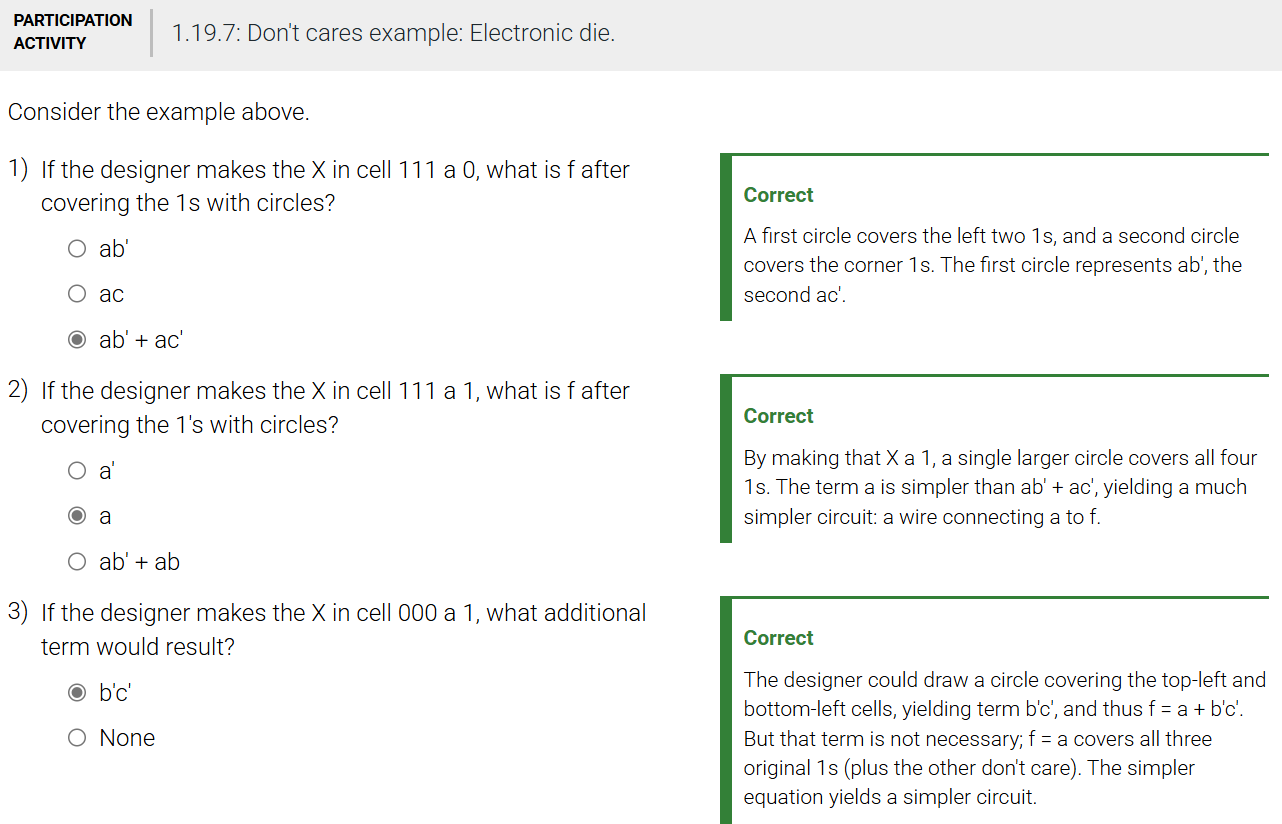 PARTICIPATION
ACTIVITY
1.19.7: Don't cares example: Electronic die.
Consider the example above.
1) If the designer makes the X in cell 111 a 0, what is f after
covering the 1s with circles?
ab'
ac
ab' + ac'
Correct
A first circle covers the left two 1s, and a second circle
covers the corner 1s. The first circle represents ab', the
second ac'.
2) If the designer makes the X in cell 111 a 1, what is f after
covering the 1's with circles?
a'
a
ab' + ab
Correct
By making that X a 1, a single larger circle covers all four
1s. The term a is simpler than ab' + ac', yielding a much
simpler circuit: a wire connecting a to f.
3) If the designer makes the X in cell 000 a 1, what additional
term would result?
b'c'
None
Correct
The designer could draw a circle covering the top-left and
bottom-left cells, yielding term b'c', and thus f = a + b'c'.
But that term is not necessary; f = a covers all three
original 1s (plus the other don't care). The simpler
equation yields a simpler circuit.